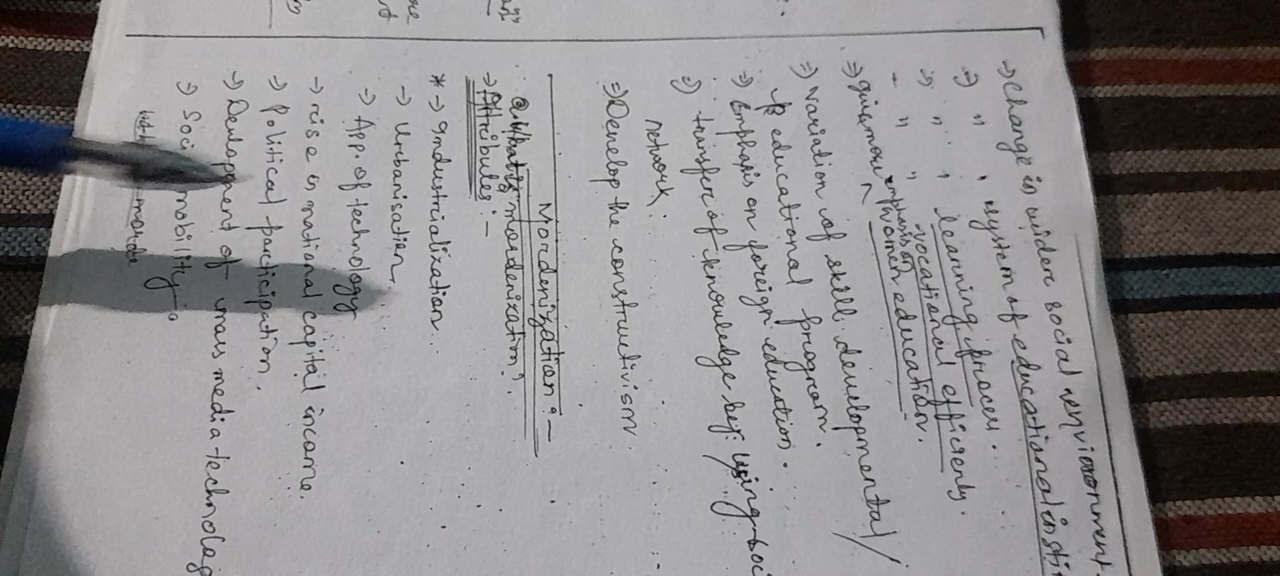 → Change in wider social environment.
→ " " system of educational insti
→ " " learning process.
→ " " vocational efficiently.
- " " emphasis on women education.
⇒ give more
⇒ variation of skill developmental /
educational program.
⇒ Emphasis on foreign education.
⇒ transfer of knowledge by using soci
network.
⇒ Develop the constructivism
Mordenization:-
Q. What is mordenization?
→ Attributes:-
* → Industrialization.
→ Urbanisation
→ App. of technology
→ rise in national capital income.
→ Political participation.
→ Development of mass media-technolog
→ Soci mobility